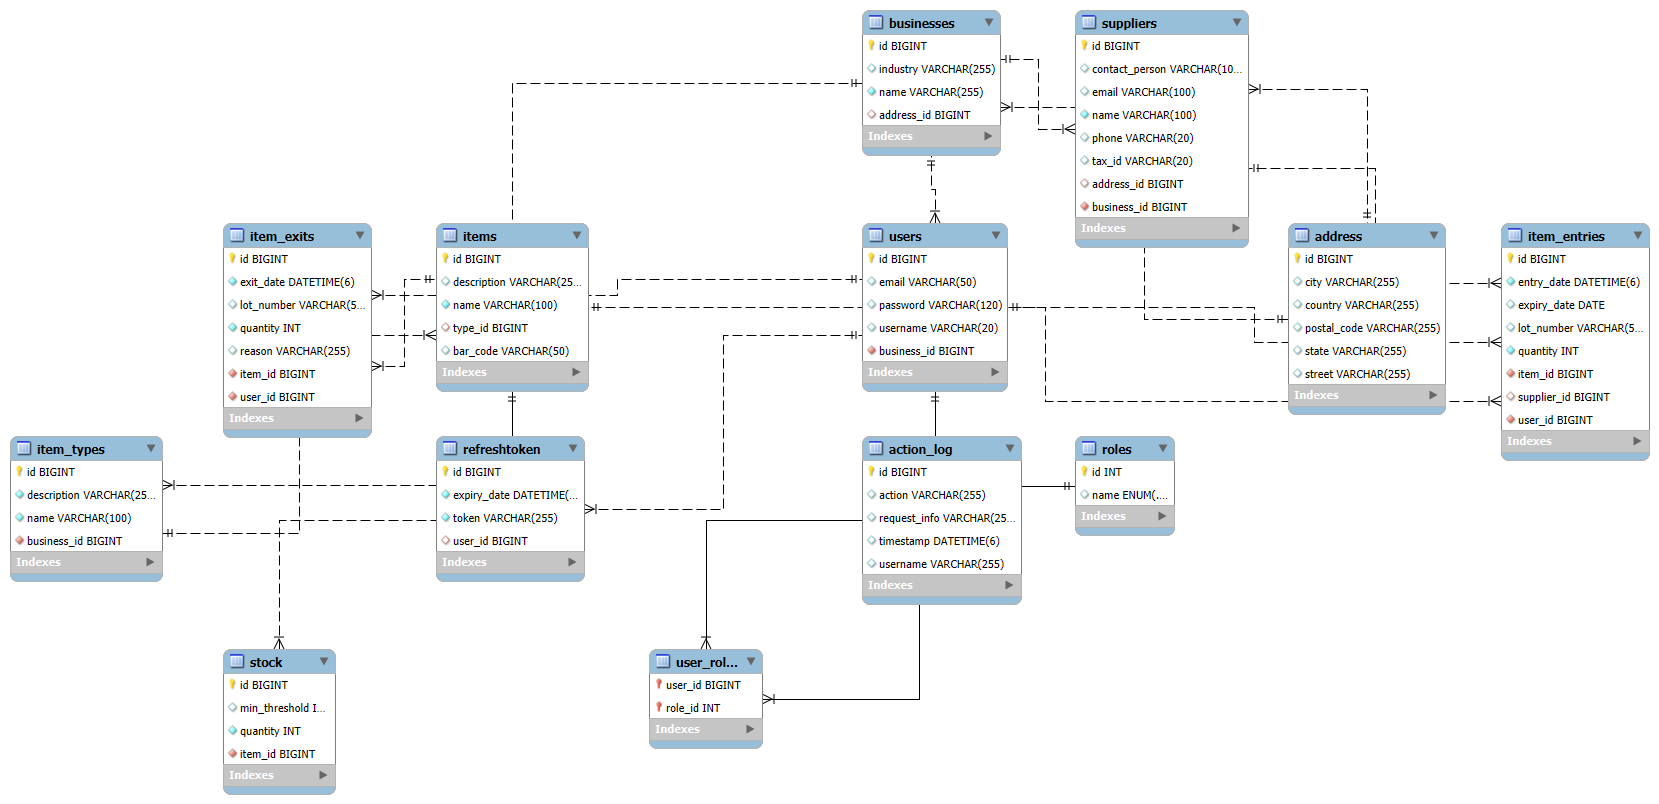 businesses
id BIGINT
industry VARCHAR(255)
name VARCHAR(255)
address_id BIGINT
Indexes
suppliers
id BIGINT
contact_person VARCHAR(10...
email VARCHAR(100)
name VARCHAR(100)
phone VARCHAR(20)
tax_id VARCHAR(20)
address_id BIGINT
business_id BIGINT
Indexes
item_exits
id BIGINT
exit_date DATETIME(6)
lot_number VARCHAR(5...
quantity INT
reason VARCHAR(255)
item_id BIGINT
user_id BIGINT
Indexes
items
id BIGINT
description VARCHAR(25...
name VARCHAR(100)
type_id BIGINT
bar_code VARCHAR(50)
Indexes
users
id BIGINT
email VARCHAR(50)
password VARCHAR(120)
username VARCHAR(20)
business_id BIGINT
Indexes
address
id BIGINT
city VARCHAR(255)
country VARCHAR(255)
postal_code VARCHAR(255)
state VARCHAR(255)
street VARCHAR(255)
Indexes
item_entries
id BIGINT
entry_date DATETIME(6)
expiry_date DATE
lot_number VARCHAR(5...
quantity INT
item_id BIGINT
supplier_id BIGINT
user_id BIGINT
Indexes
item_types
id BIGINT
description VARCHAR(25...
name VARCHAR(100)
business_id BIGINT
Indexes
refreshtoken
id BIGINT
expiry_date DATETIME(...
token VARCHAR(255)
user_id BIGINT
Indexes
action_log
id BIGINT
action VARCHAR(255)
request_info VARCHAR(25...
timestamp DATETIME(6)
username VARCHAR(255)
Indexes
roles
id INT
name ENUM(....
Indexes
stock
id BIGINT
min_threshold I...
quantity INT
item_id BIGINT
Indexes
user_rol...
user_id BIGINT
role_id INT
Indexes